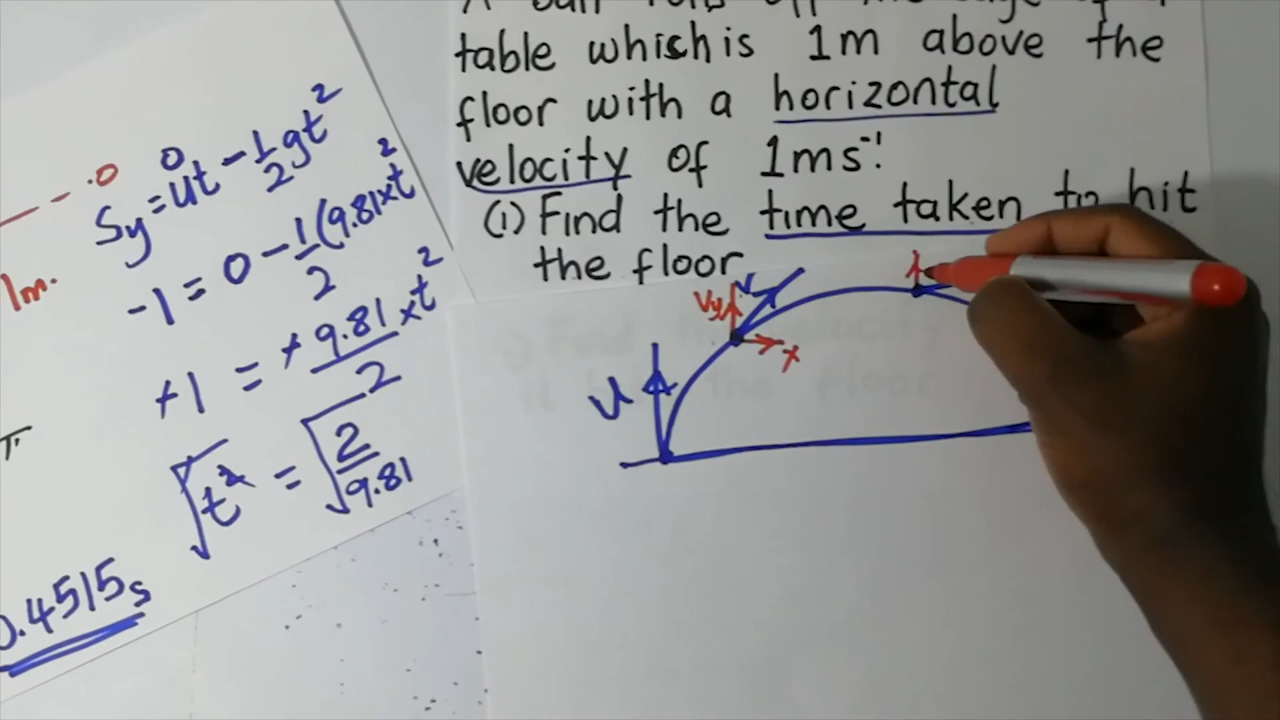 table which is 1m above the
floor with a horizontal
velocity of 1ms⁻¹.
(i) Find the time taken to hit
the floor
0
1m.
0
Sy = ut - 1/2 gt²
-1 = 0 - 1/2 (9.81 × t²
+1 = + 9.81/2 × t²
√t² = √2/9.81
0.4515s
u
Vy
V
x